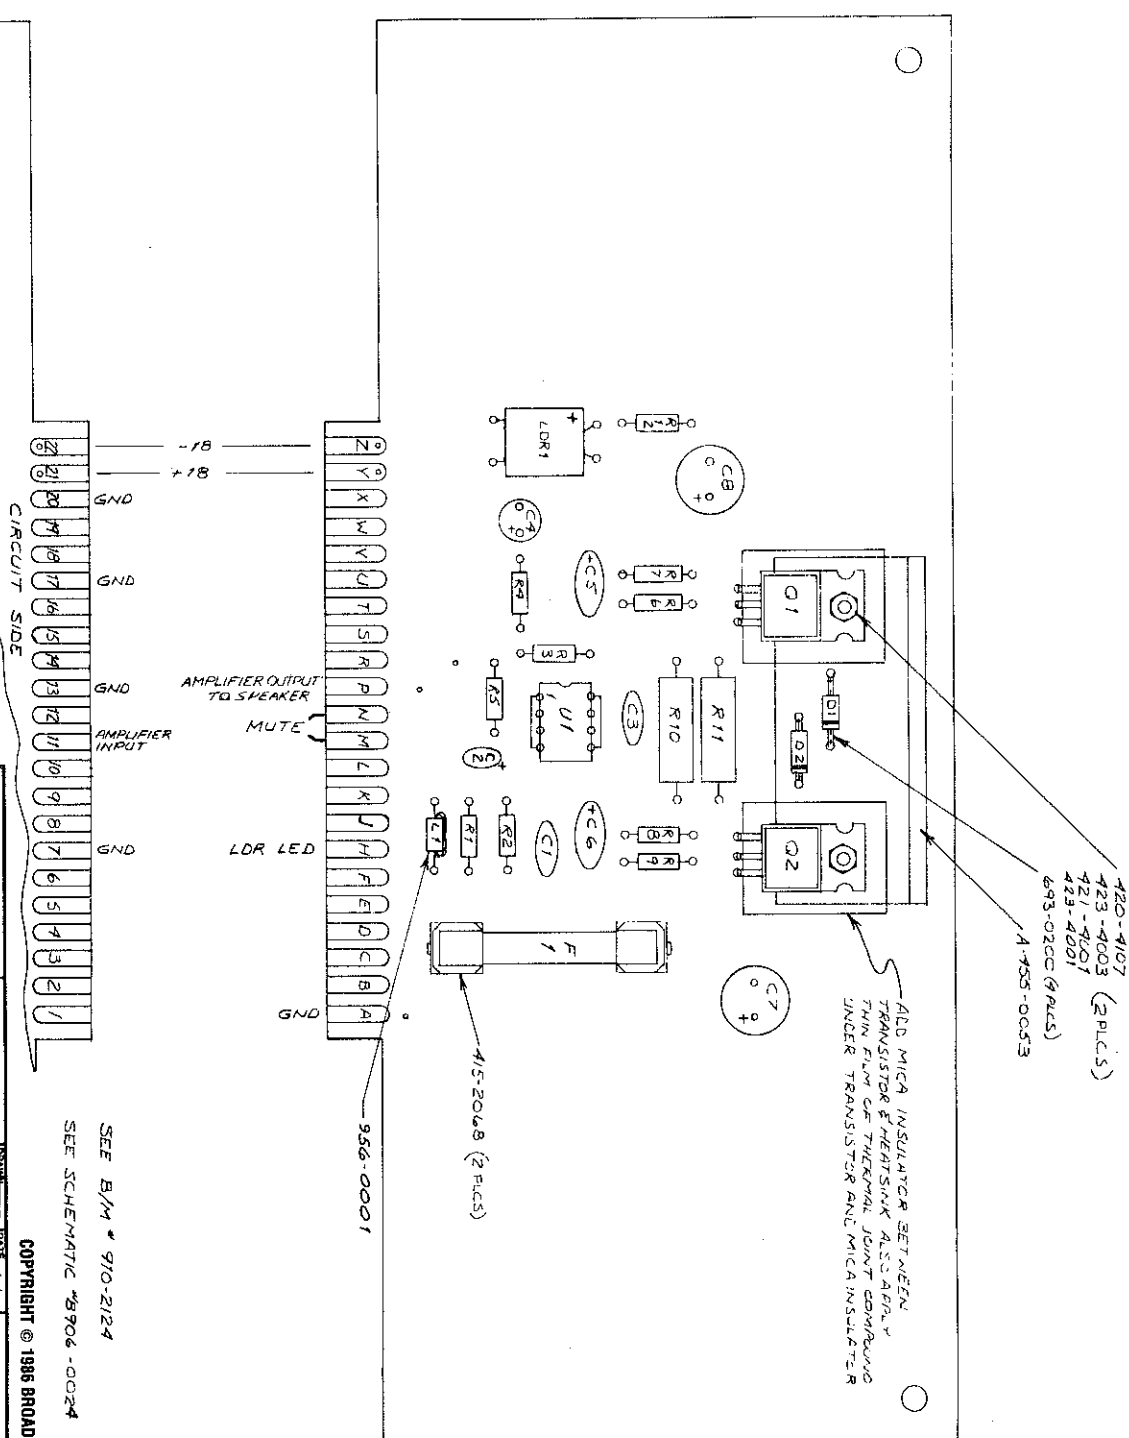 420-4107
423-4003 (2 PLCS)
421-4001
423-4001
693-0200 (4 PLCS)
A-455-0053
ADD MICA INSULATOR BETWEEN
TRANSISTOR & HEATSINK ALSO APPLY
THIN FILM OF THERMAL JOINT COMPOUND
UNDER TRANSISTOR AND MICA INSULATOR
Q1
Q2
D1
D2
C8
C7
R12
LDR1
+
C4
+
+C5
R7
R6
R4
R3
R5
U1
1
C3
R10
R11
C2
+
+C6
R8
R9
C1
R2
R1
L1
F1
415-2068 (2 PLCS)
956-0001
Z
Y
X
W
V
U
T
S
R
P
N
M
L
K
J
H
F
E
D
C
B
A
-18
+18
AMPLIFIER OUTPUT
TO SPEAKER
MUTE
LDR LED
GND
22
21
20
19
18
17
16
15
14
13
12
11
10
9
8
7
6
5
4
3
2
1
GND
GND
GND
AMPLIFIER
INPUT
GND
CIRCUIT SIDE
SEE B/M # 910-2124
SEE SCHEMATIC #B906-0024
COPYRIGHT © 1986 BROAD